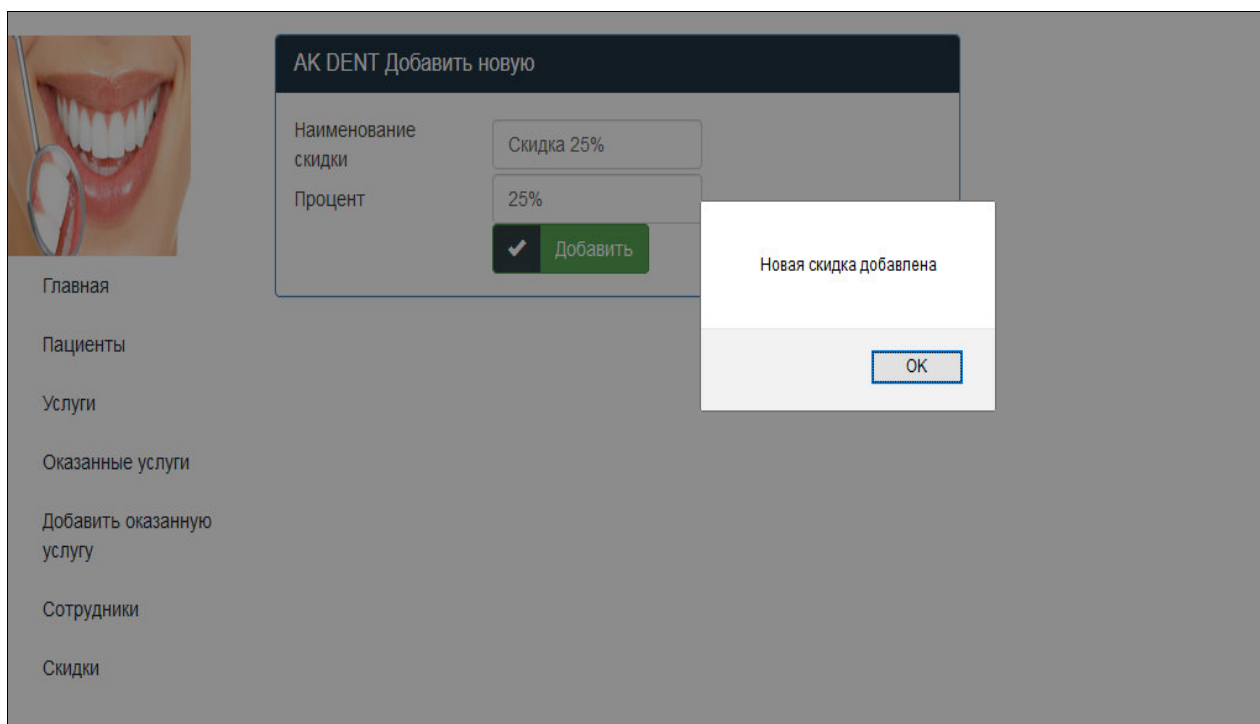 AK DENT Добавить новую
Наименование
скидки
Скидка 25%
Процент
25%
Добавить
Новая скидка добавлена
OK
Главная
Пациенты
Услуги
Оказанные услуги
Добавить оказанную
услугу
Сотрудники
Скидки